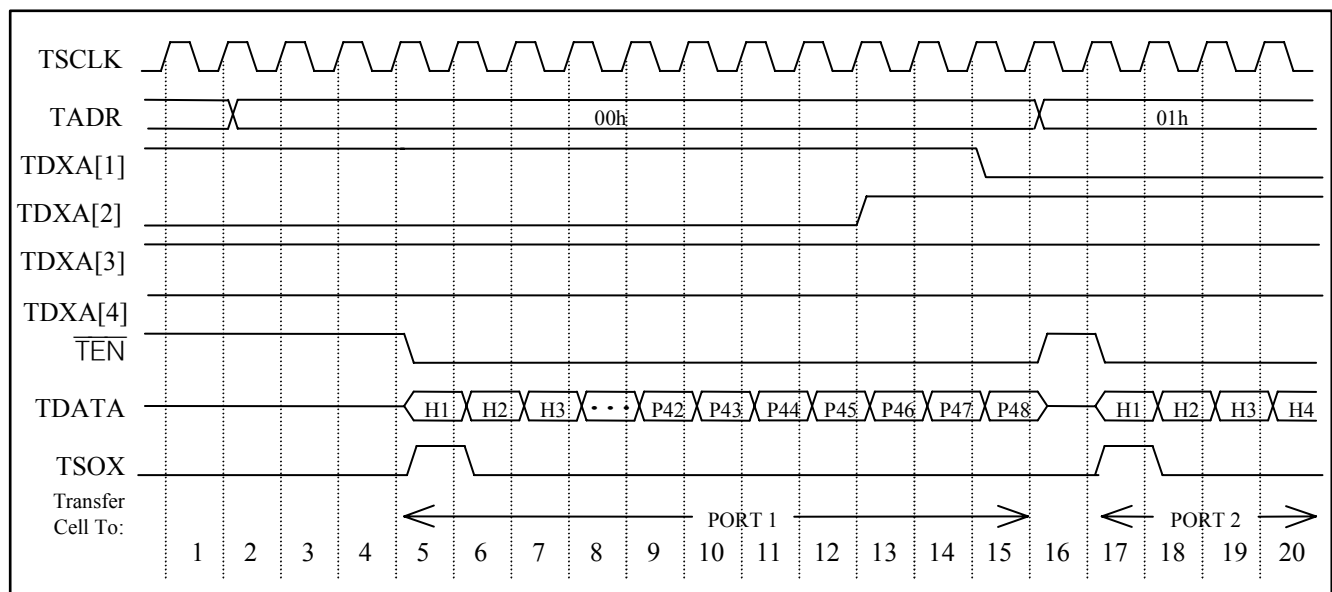 TSCLK
TADR 00h 01h
TDXA[1]
TDXA[2]
TDXA[3]
TDXA[4]
TEN
TDATA H1 H2 H3 ··· P42 P43 P44 P45 P46 P47 P48 H1 H2 H3 H4
TSOX
Transfer
Cell To: PORT 1 PORT 2
1 2 3 4 5 6 7 8 9 10 11 12 13 14 15 16 17 18 19 20